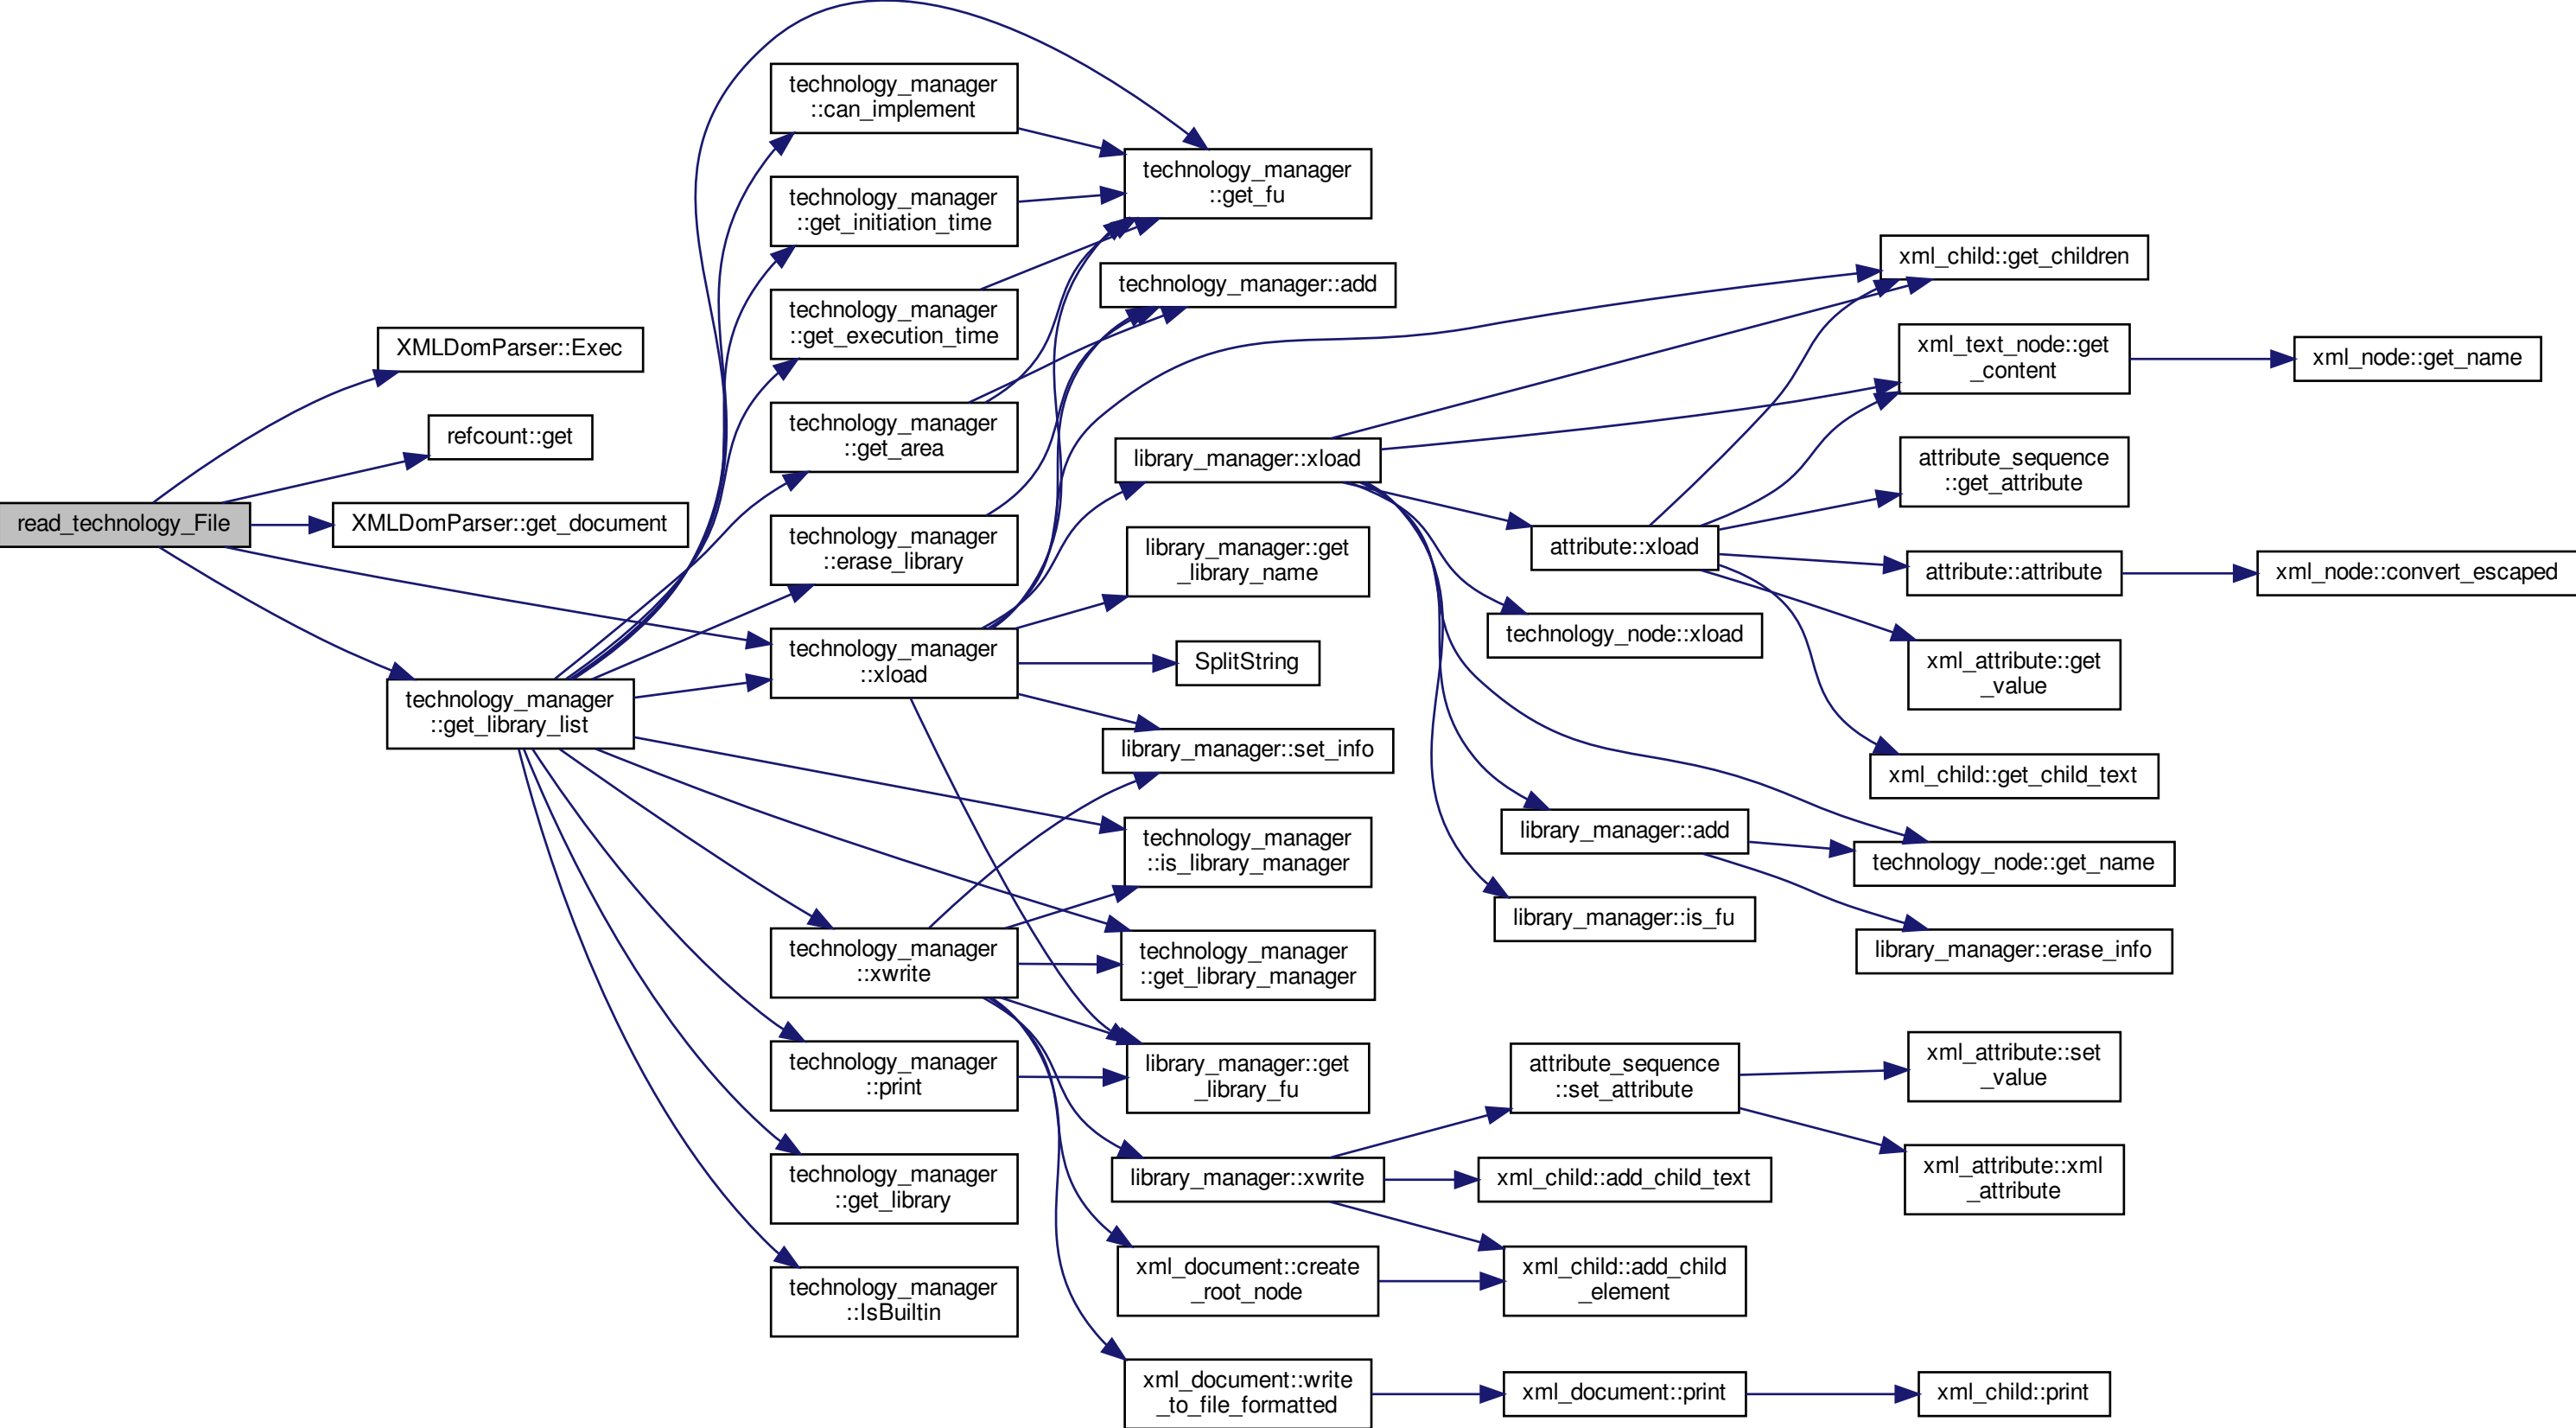 read_technology_File
XMLDomParser::Exec
refcount::get
XMLDomParser::get_document
technology_manager
::get_library_list
technology_manager
::can_implement
technology_manager
::get_initiation_time
technology_manager
::get_execution_time
technology_manager
::get_area
technology_manager
::erase_library
technology_manager
::xload
technology_manager
::xwrite
technology_manager
::print
technology_manager
::get_library
technology_manager
::IsBuiltin
technology_manager
::get_fu
technology_manager::add
library_manager::xload
library_manager::get
_library_name
SplitString
library_manager::set_info
technology_manager
::is_library_manager
technology_manager
::get_library_manager
library_manager::get
_library_fu
library_manager::xwrite
xml_document::create
_root_node
xml_document::write
_to_file_formatted
attribute::xload
technology_node::xload
library_manager::add
library_manager::is_fu
attribute_sequence
::set_attribute
xml_child::add_child_text
xml_child::add_child
_element
xml_document::print
xml_child::get_children
xml_text_node::get
_content
attribute_sequence
::get_attribute
attribute::attribute
xml_attribute::get
_value
xml_child::get_child_text
technology_node::get_name
library_manager::erase_info
xml_attribute::set
_value
xml_attribute::xml
_attribute
xml_child::print
xml_node::get_name
xml_node::convert_escaped